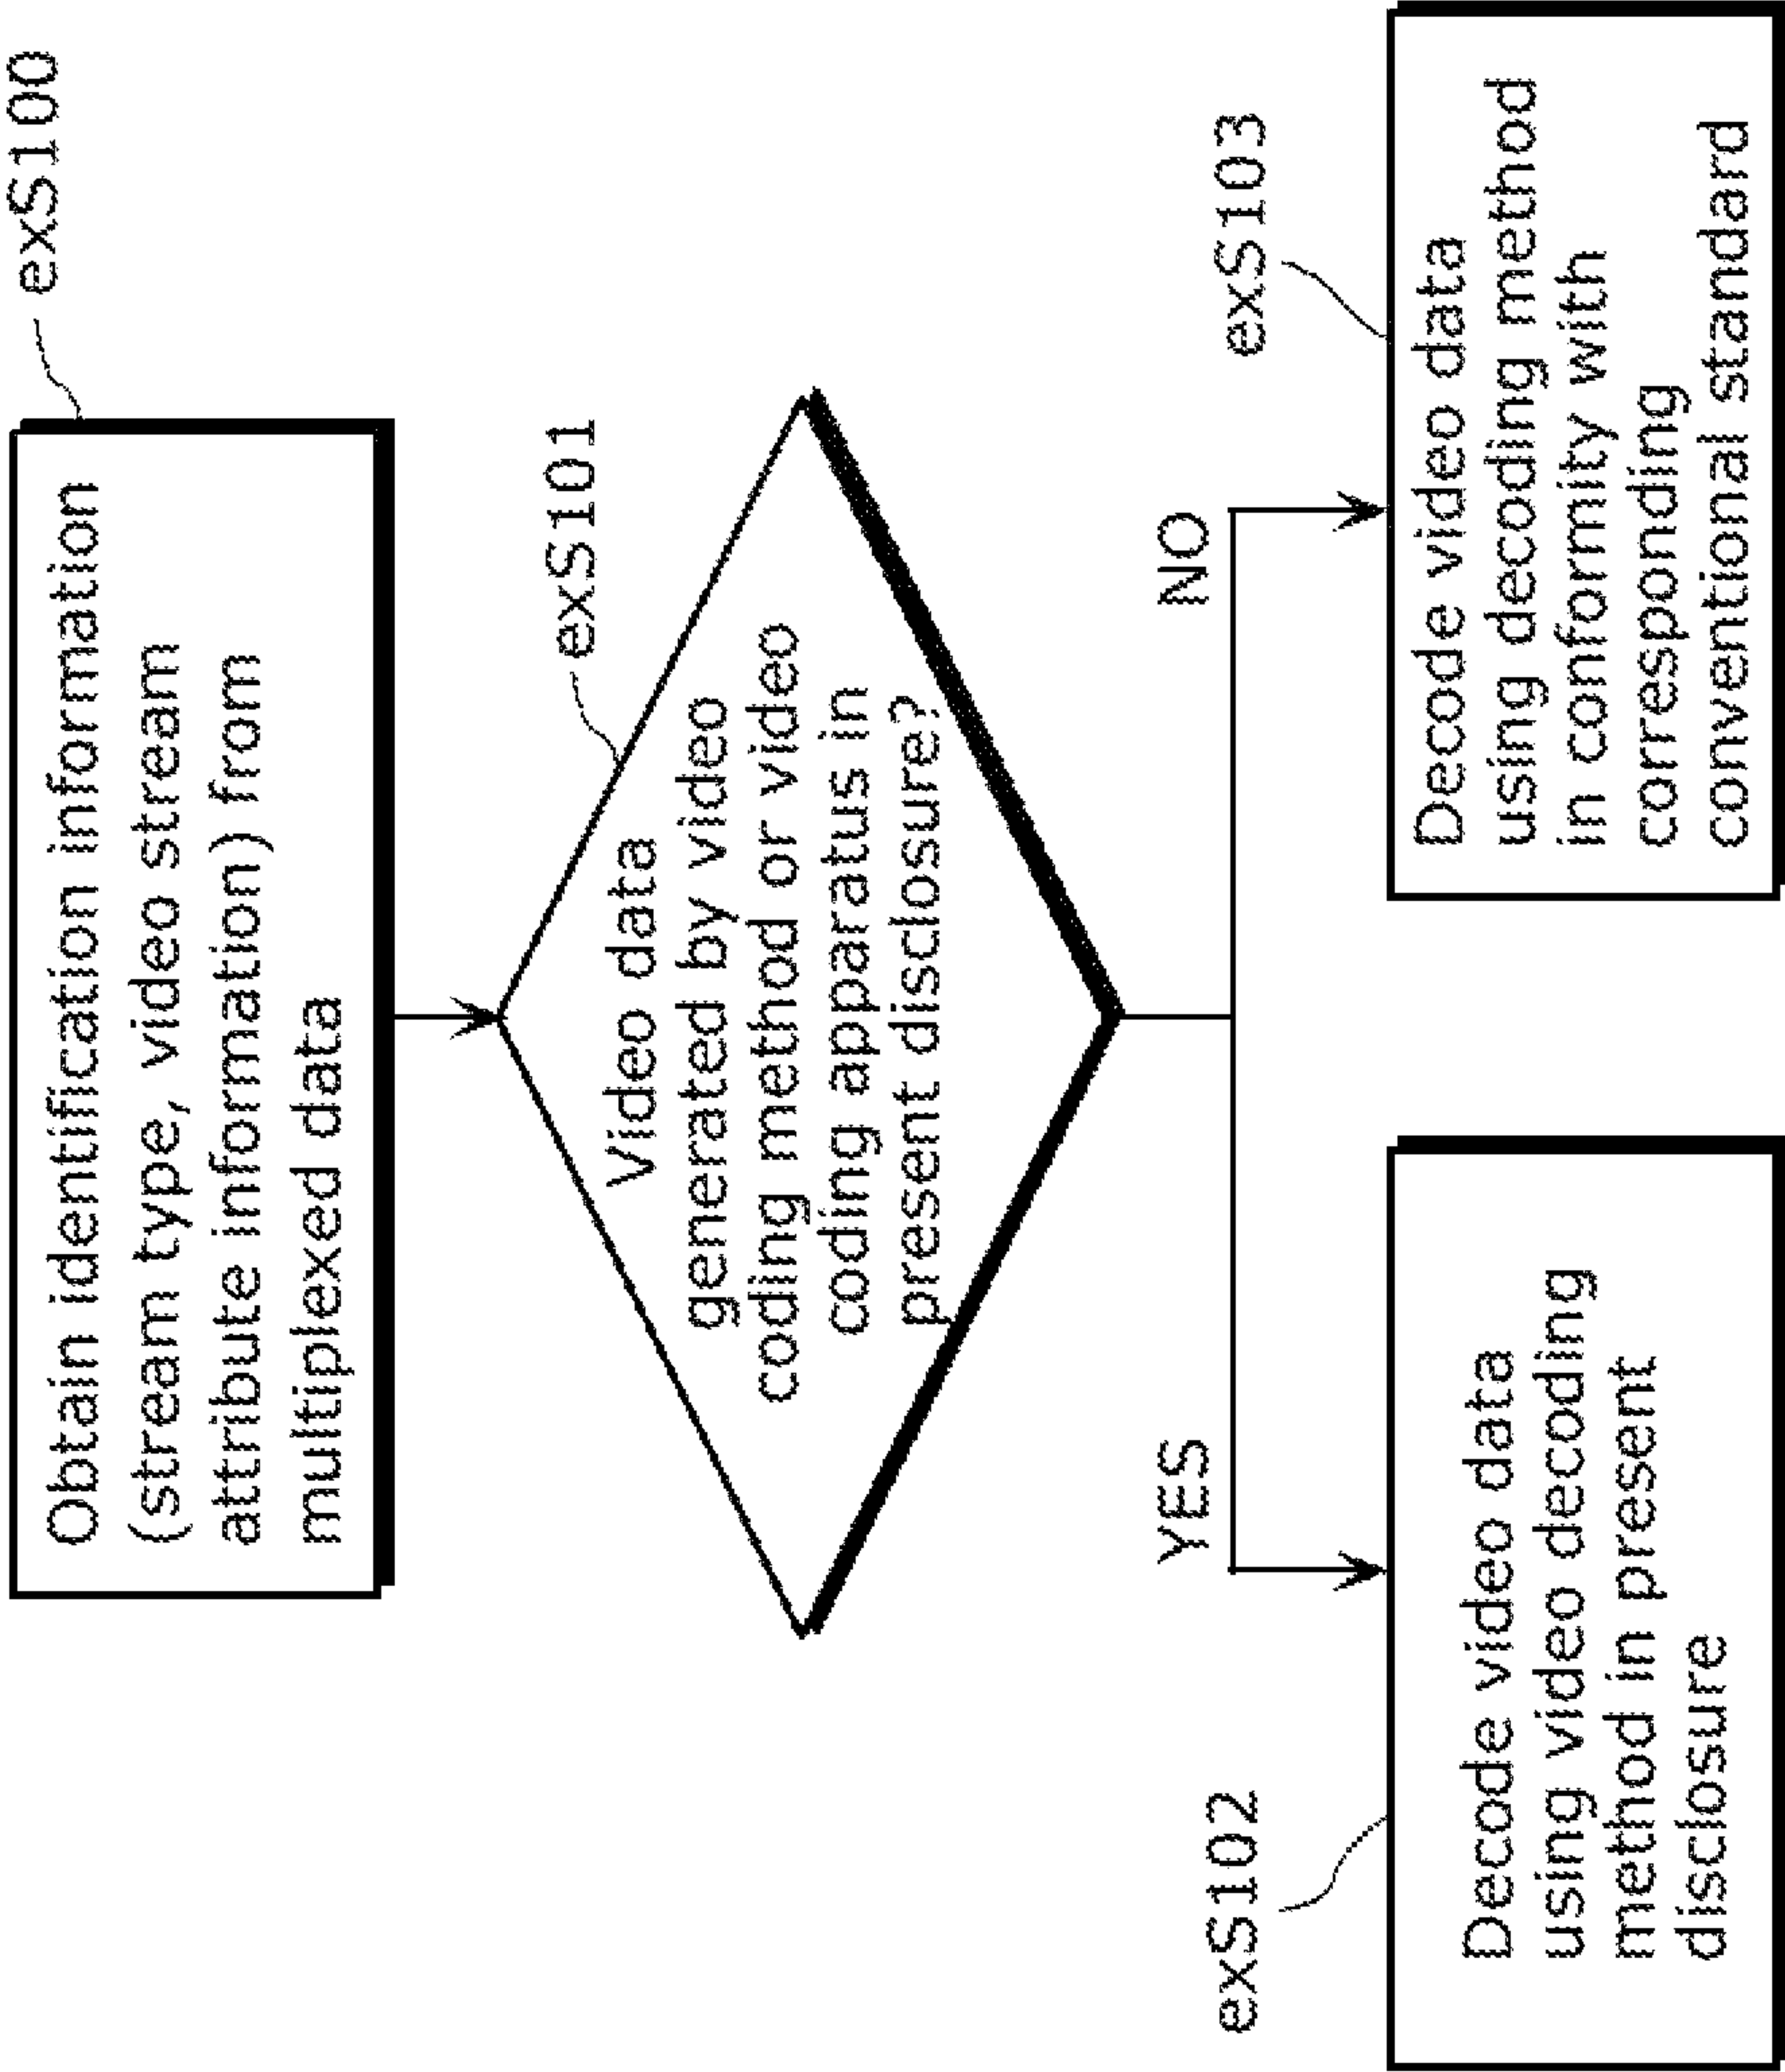 exS100
Obtain identification information
(stream type, video stream
attribute information) from
multiplexed data
exS101
Video data
generated by video
coding method or video
coding apparatus in
present disclosure?
YES
NO
exS102
Decode video data
using video decoding
method in present
disclosure
exS103
Decode video data
using decoding method
in conformity with
corresponding
conventional standard